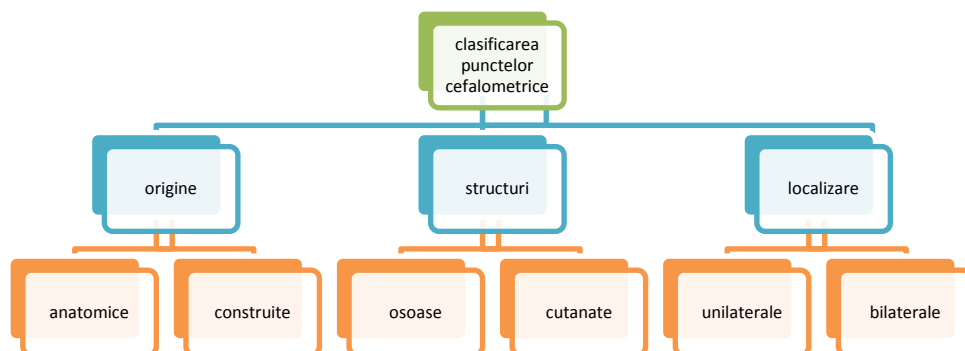 clasificarea
punctelor
cefalometrice
origine
structuri
localizare
anatomice
construite
osoase
cutanate
unilaterale
bilaterale